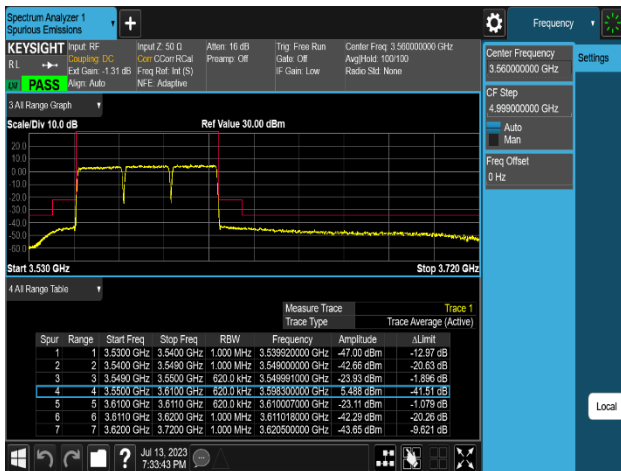 Spectrum Analyzer 1
Spurious Emissions
Frequency
KEYSIGHT Input: RF Input Z: 50 Ω Atten: 16 dB Trig: Free Run Center Freq: 3.560000000 GHz
RL Coupling: DC Corr CCorr RCal Preamp: Off Gate: Off Avg|Hold: 100/100
Ext Gain: -1.31 dB Freq Ref: Int (S) IF Gain: Low Radio Std: None
PASS Align: Auto NFE: Adaptive
Center Frequency
3.560000000 GHz
Settings
CF Step
4.999000000 GHz
Auto
Man
Freq Offset
0 Hz
3 All Range Graph
Scale/Div 10.0 dB Ref Value 30.00 dBm
20.0
10.0
0.00
-10.0
-20.0
-30.0
-40.0
-50.0
-60.0
Start 3.530 GHz Stop 3.720 GHz
4 All Range Table
Measure Trace Trace 1
Trace Type Trace Average (Active)
Spur Range Start Freq Stop Freq RBW Frequency Amplitude ΔLimit
1 1 3.5300 GHz 3.5400 GHz 1.000 MHz 3.539920000 GHz -47.00 dBm -12.97 dB
2 2 3.5400 GHz 3.5490 GHz 1.000 MHz 3.549000000 GHz -42.66 dBm -20.63 dB
3 3 3.5490 GHz 3.5500 GHz 620.0 kHz 3.549991000 GHz -23.93 dBm -1.896 dB
4 4 3.5500 GHz 3.6100 GHz 620.0 kHz 3.598300000 GHz 5.488 dBm -41.51 dB
5 5 3.6100 GHz 3.6110 GHz 620.0 kHz 3.610007000 GHz -23.11 dBm -1.079 dB
6 6 3.6110 GHz 3.6200 GHz 1.000 MHz 3.611018000 GHz -42.29 dBm -20.26 dB
7 7 3.6200 GHz 3.7200 GHz 1.000 MHz 3.620500000 GHz -43.65 dBm -9.621 dB
Local
Jul 13, 2023
7:33:43 PM